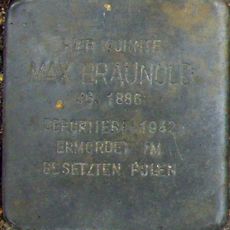 HIER WOHNTE
MAX BRAUNOLD
JG. 1886
DEPORTIERT 1942
ERMORDET IM
BESETZTEN POLEN